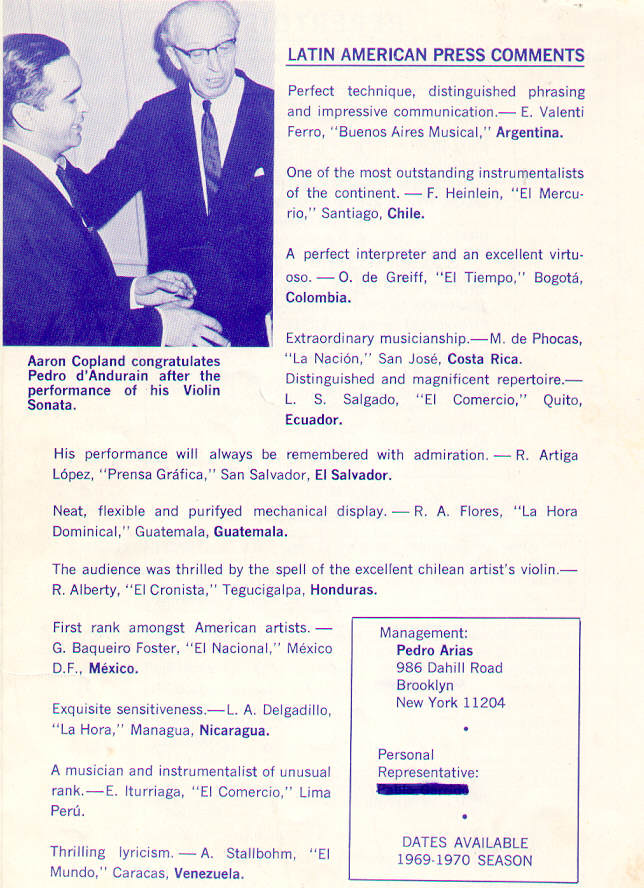 LATIN AMERICAN PRESS COMMENTS
Perfect technique, distinguished phrasing
and impressive communication.— E. Valenti
Ferro, "Buenos Aires Musical," Argentina.
One of the most outstanding instrumentalists
of the continent. — F. Heinlein, "El Mercu-
rio," Santiago, Chile.
A perfect interpreter and an excellent virtu-
oso. — O. de Greiff, "El Tiempo," Bogotá,
Colombia.
Extraordinary musicianship.—M. de Phocas,
"La Nación," San José, Costa Rica.
Distinguished and magnificent repertoire.—
L. S. Salgado, "El Comercio," Quito,
Ecuador.
Aaron Copland congratulates
Pedro d'Andurain after the
performance of his Violin
Sonata.
His performance will always be remembered with admiration. — R. Artiga
López, "Prensa Gráfica," San Salvador, El Salvador.
Neat, flexible and purifyed mechanical display. — R. A. Flores, "La Hora
Dominical," Guatemala, Guatemala.
The audience was thrilled by the spell of the excellent chilean artist's violin.—
R. Alberty, "El Cronista," Tegucigalpa, Honduras.
First rank amongst American artists. —
G. Baqueiro Foster, "El Nacional," México
D.F., México.
Exquisite sensitiveness.—L. A. Delgadillo,
"La Hora," Managua, Nicaragua.
A musician and instrumentalist of unusual
rank.—E. Iturriaga, "El Comercio," Lima
Perú.
Thrilling lyricism. — A. Stallbohm, "El
Mundo," Caracas, Venezuela.
Management:
Pedro Arias
986 Dahill Road
Brooklyn
New York 11204
•
Personal
Representative:
•
DATES AVAILABLE
1969-1970 SEASON